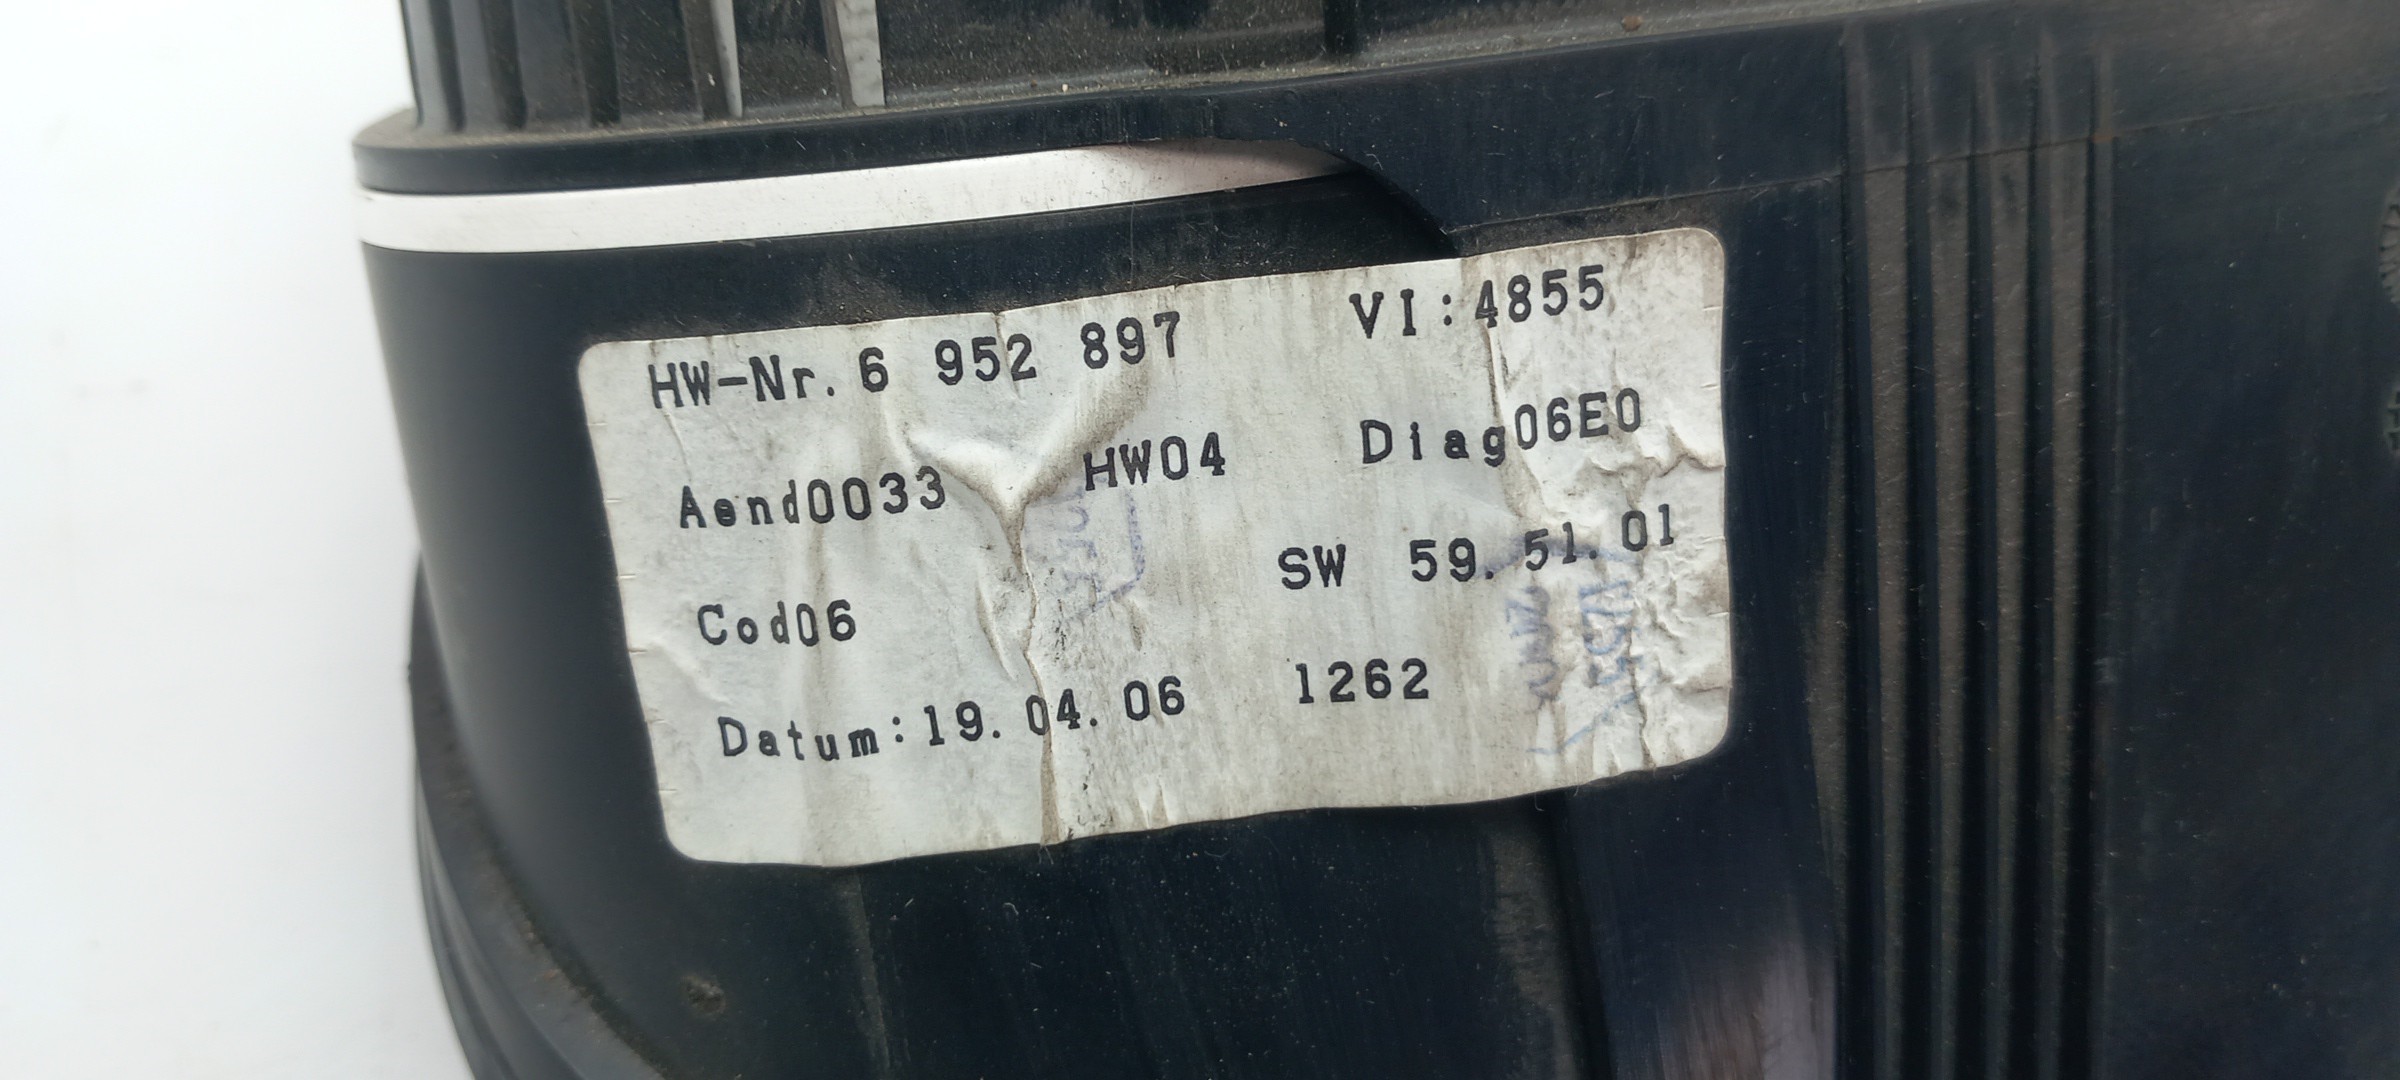 HW-Nr. 6 952 897 VI:4855
Aend0033 HW04 Diag06E0
Cod06 SW 59.51.01
Datum:19.04.06 1262